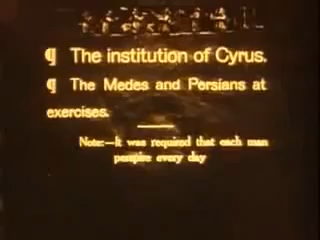 ¶ The institution of Cyrus.
¶ The Medes and Persians at
exercises.
Note:—It was required that each man
perspire every day